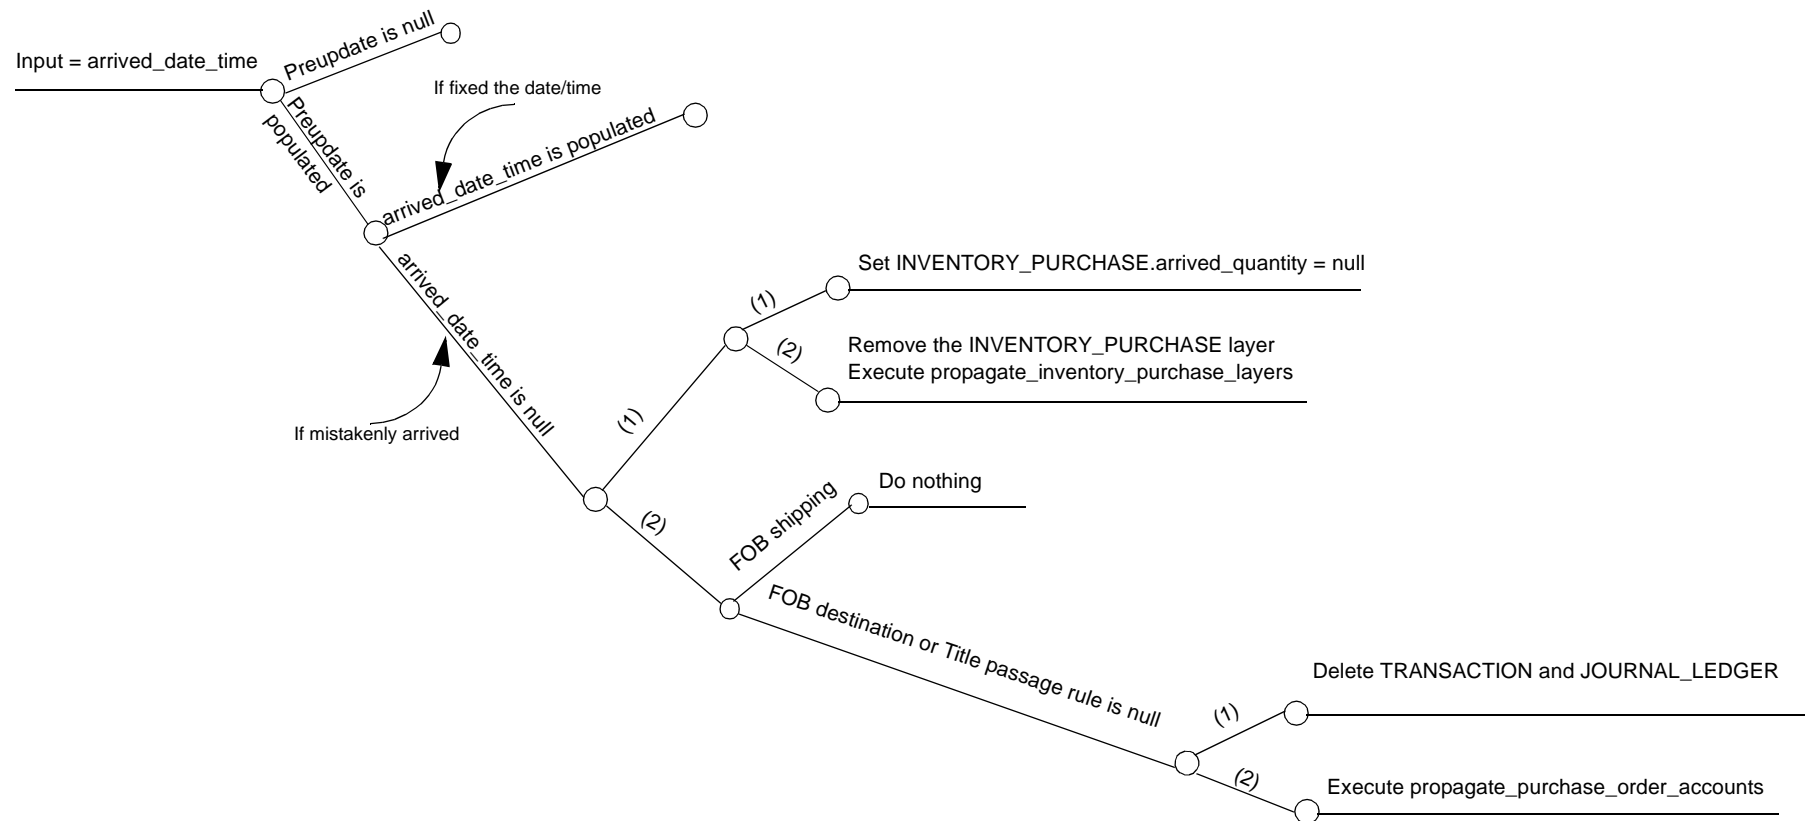 Preupdate is null
Input = arrived_date_time
If fixed the date/time
Preupdate is
populated
arrived_date_time is populated
arrived_date_time is null
If mistakenly arrived
(1)
(1)
Set INVENTORY_PURCHASE.arrived_quantity = null
(2)
Remove the INVENTORY_PURCHASE layer
Execute propagate_inventory_purchase_layers
(2)
FOB shipping
Do nothing
FOB destination or Title passage rule is null
(1)
Delete TRANSACTION and JOURNAL_LEDGER
(2)
Execute propagate_purchase_order_accounts